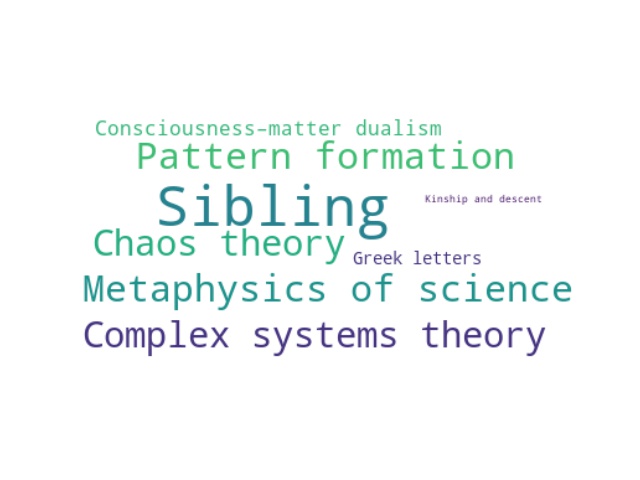 Consciousness–matter dualism
Pattern formation
Sibling
Kinship and descent
Chaos theory
Greek letters
Metaphysics of science
Complex systems theory